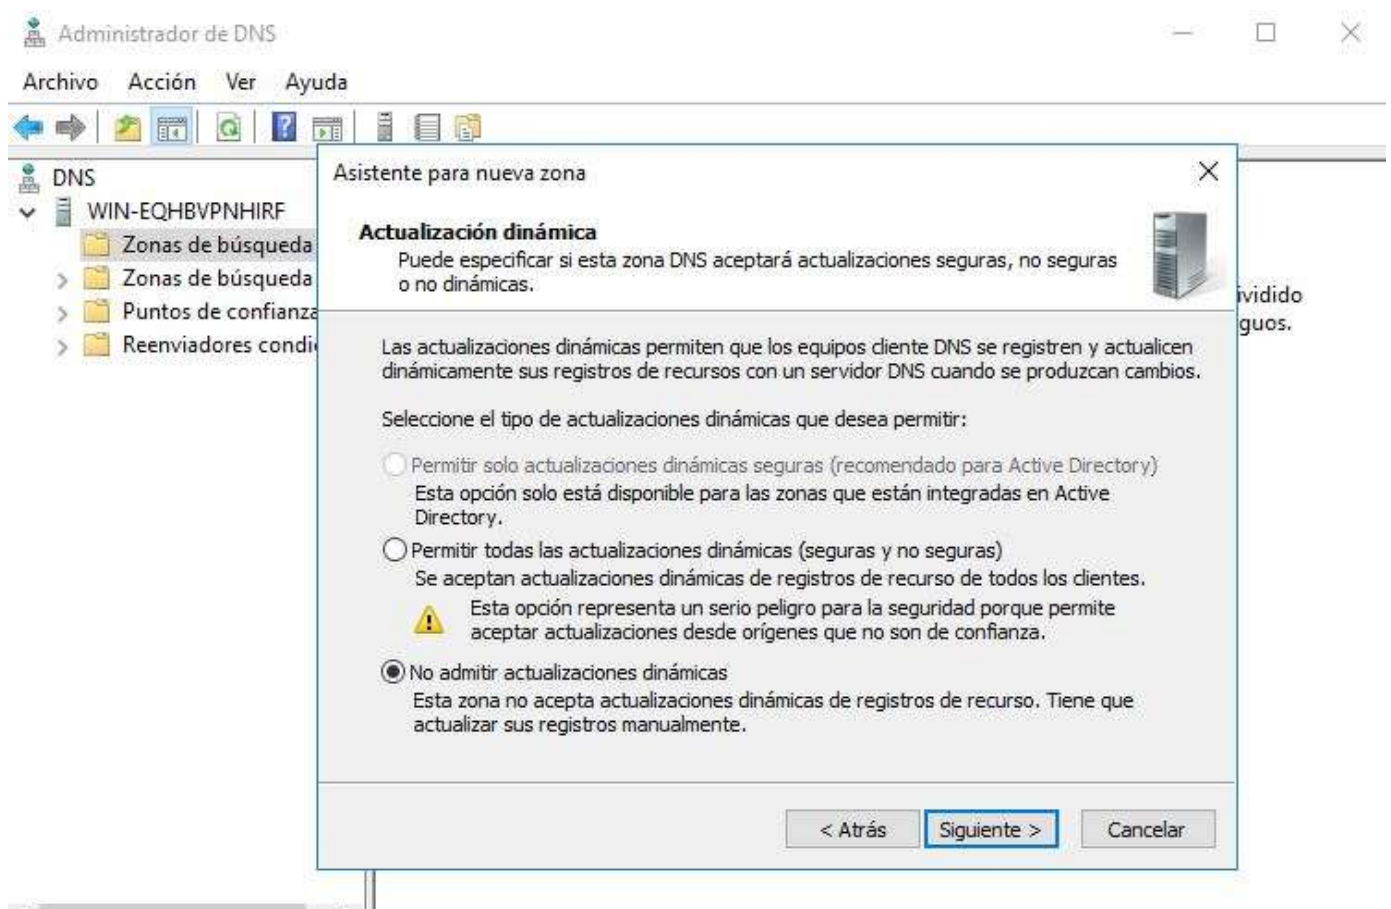 Administrador de DNS
Archivo Acción Ver Ayuda
DNS
WIN-EQHBVPNHIRF
Zonas de búsqueda
Zonas de búsqueda
Puntos de confianza
Reenviadores condi
Asistente para nueva zona
Actualización dinámica
Puede especificar si esta zona DNS aceptará actualizaciones seguras, no seguras
o no dinámicas.
Las actualizaciones dinámicas permiten que los equipos cliente DNS se registren y actualicen
dinámicamente sus registros de recursos con un servidor DNS cuando se produzcan cambios.
Seleccione el tipo de actualizaciones dinámicas que desea permitir:
Permitir solo actualizaciones dinámicas seguras (recomendado para Active Directory)
Esta opción solo está disponible para las zonas que están integradas en Active
Directory.
Permitir todas las actualizaciones dinámicas (seguras y no seguras)
Se aceptan actualizaciones dinámicas de registros de recurso de todos los clientes.
Esta opción representa un serio peligro para la seguridad porque permite
aceptar actualizaciones desde orígenes que no son de confianza.
No admitir actualizaciones dinámicas
Esta zona no acepta actualizaciones dinámicas de registros de recurso. Tiene que
actualizar sus registros manualmente.
< Atrás Siguiente > Cancelar
ividido
guos.